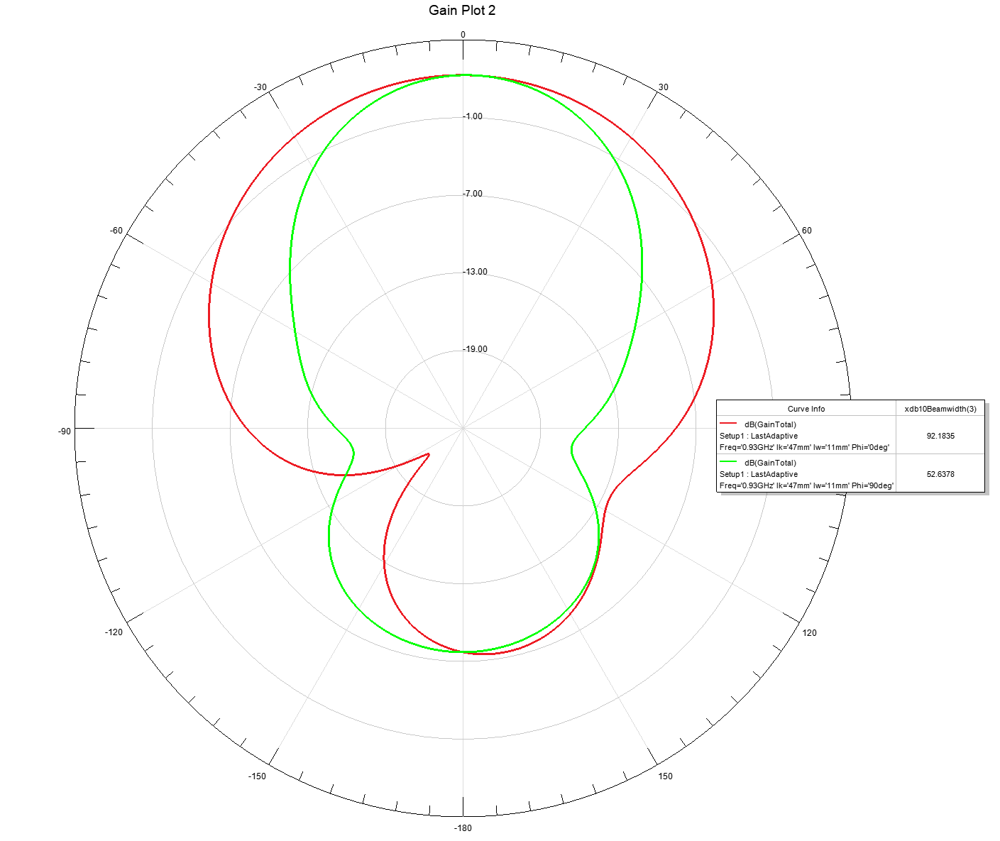 Gain Plot 2
0
-30
30
-1.00
-7.00
-60
60
-13.00
-19.00
Curve Info
xdb10Beamwidth(3)
dB(GainTotal)
Setup1 : LastAdaptive
Freq='0.93GHz' lk='47mm' lw='11mm' Phi='0deg'
92.1835
dB(GainTotal)
Setup1 : LastAdaptive
Freq='0.93GHz' lk='47mm' lw='11mm' Phi='90deg'
52.6378
-90
-120
120
-150
150
-180